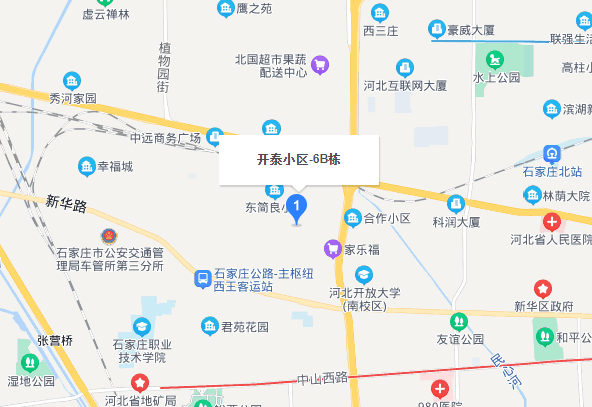 虚云禅林
鹰之苑
西三庄
豪威大厦
联强生活
植物园街
北国超市果蔬
配送中心
河北互联网大厦
水上公园
高柱小
秀河家园
中远商务广场
滨湖新
开泰小区-6B栋
幸福城
石家庄北站
林荫大院
东简良小
1
新华路
合作小区
科润大厦
河北省人民医院
石家庄市公安交通管
理局车管所第三分所
家乐福
石家庄公路-主枢纽
西王客运站
河北开放大学
(南校区)
新华区政府
君苑花园
石家庄职业
技术学院
张营桥
友谊公园
和平公
湿地公园
中山西路
民心河
河北省地矿局
980医院